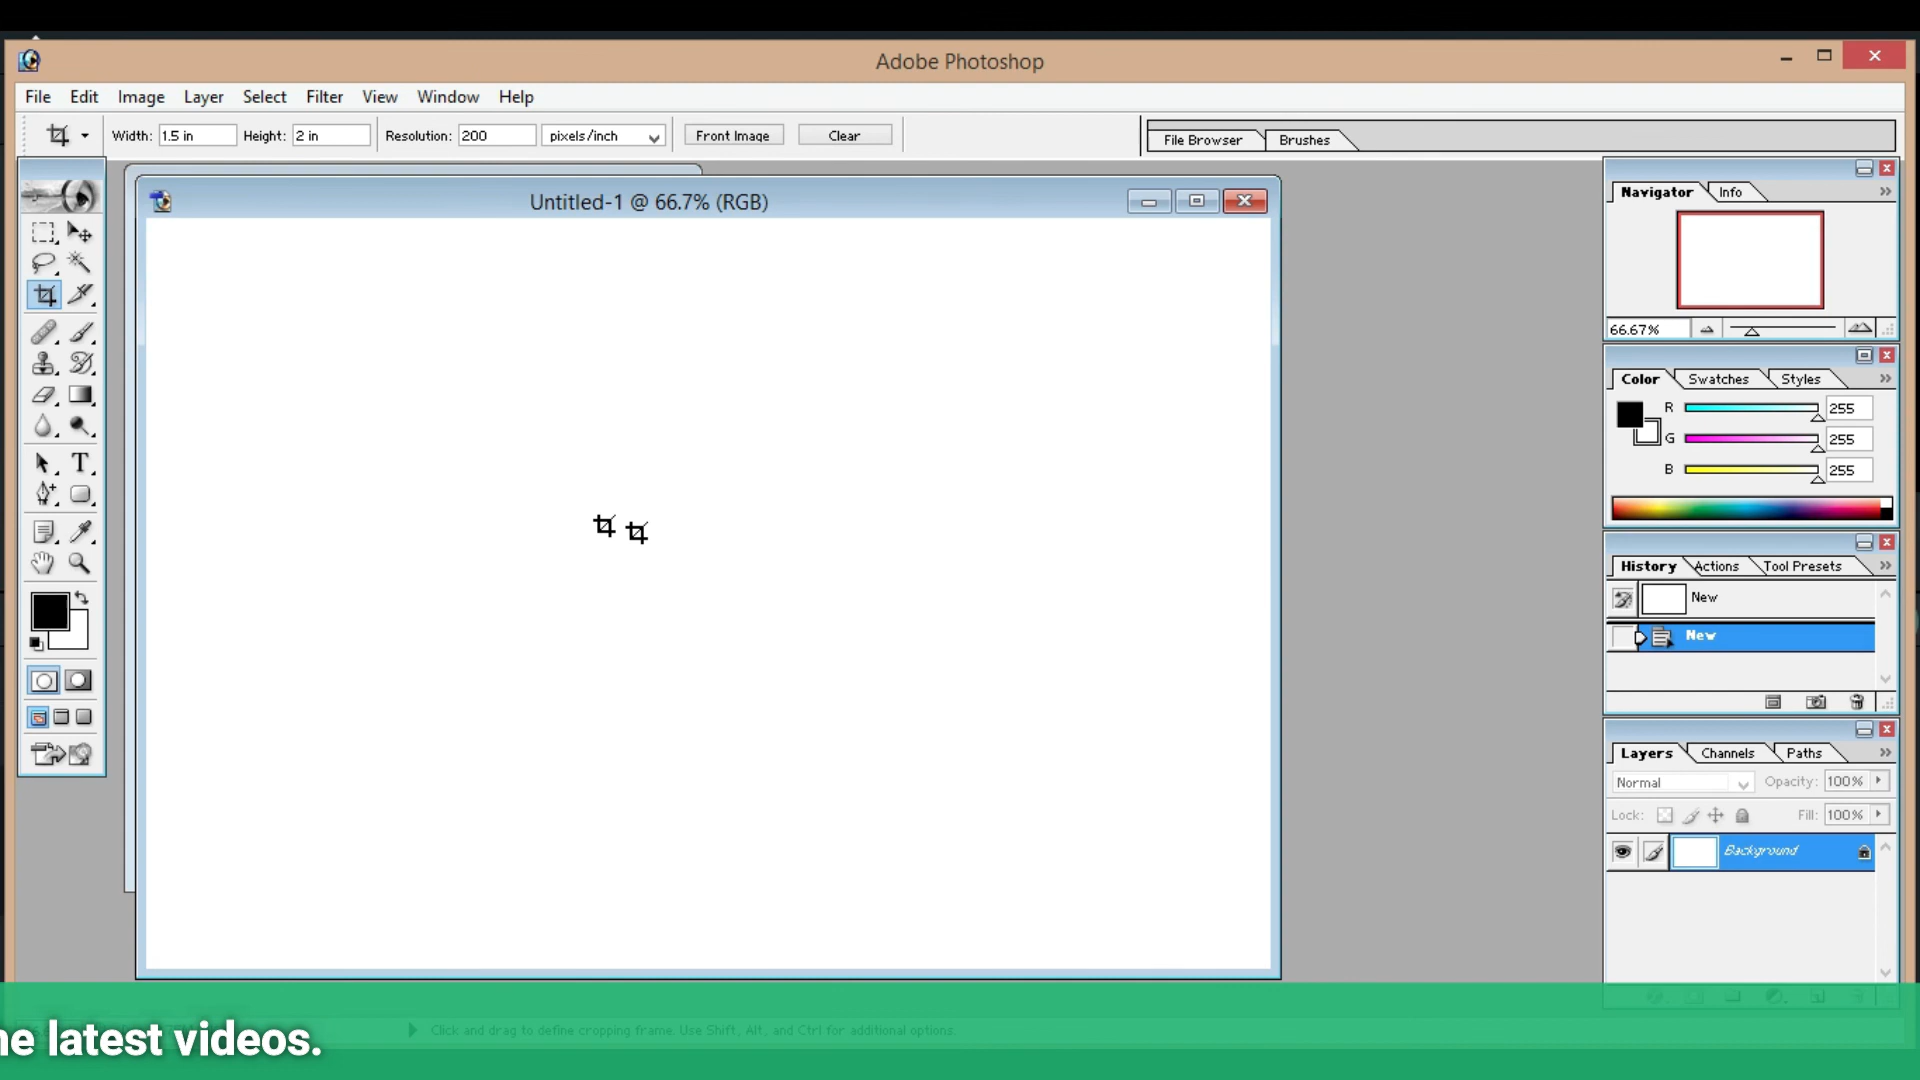 Adobe Photoshop
File Edit Image Layer Select Filter View Window Help
Width: 1.5 in Height: 2 in Resolution: 200 pixels/inch Front Image Clear File Browser Brushes
Untitled-1 @ 66.7% (RGB)
Navigator Info
66.67%
Color Swatches Styles
R 255
G 255
B 255
T
History Actions Tool Presets
New
New
Layers Channels Paths
Normal Opacity: 100%
Lock: Fill: 100%
Background
Click and drag to define cropping frame. Use Shift, Alt, and Ctrl for additional options.
he latest videos.